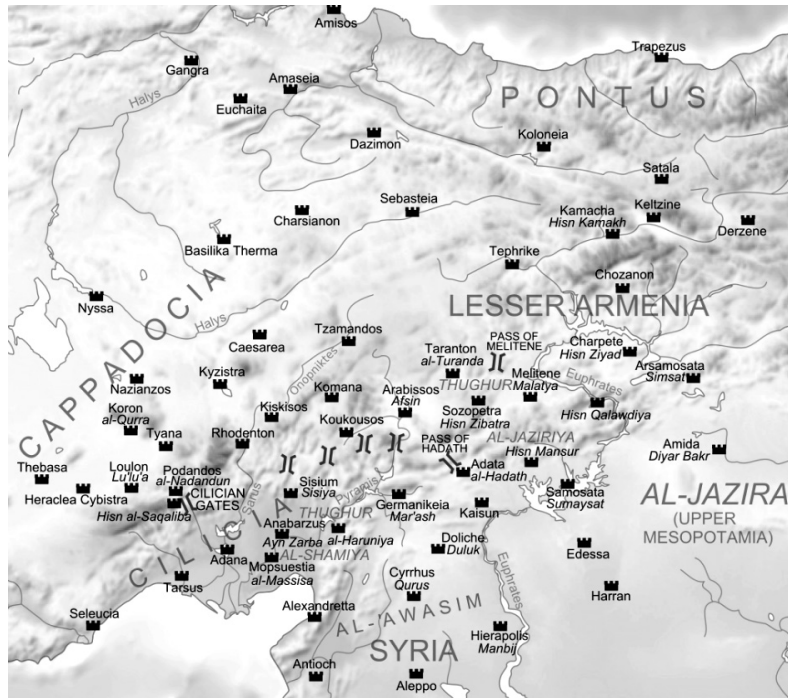 Amisos
Trapezus
Gangra
Amaseia
PONTUS
Halys
Euchaita
Dazimon
Koloneia
Satala
Sebasteia
Charsianon
Kamacha
Hisn Kamakh
Keltzine
Derzene
Basilika Therma
Tephrike
Chozanon
CAPPADOCIA
Nyssa
LESSER ARMENIA
Halys
Tzamandos
PASS OF
MELITENE
Caesarea
Charpete
Hisn Ziyad
Taranton
al-Turanda
Onopniktes
Arsamosata
Simsat
Nazianzos
Kyzistra
Komana
Arabissos
Afsin
THUGHUR
Melitene
Malatya
Euphrates
Koron
al-Qurra
Kiskisos
Sozopetra
Hisn Zibatra
Hisn Qalawdiya
Koukousos
Tyana
Rhodenton
PASS OF
HADATH
AL-JAZIRIYA
Amida
Diyar Bakr
Hisn Mansur
Thebasa
Loulon
Lu'lu'a
Podandos
al-Nadandun
Adata
al-Hadath
Heraclea Cybistra
CILICIAN
GATES
Sarus
Sisium
Sisiya
Pyramis
Samosata
Sumaysat
AL-JAZIRA
(UPPER
MESOPOTAMIA)
Hisn al-Saqaliba
Germanikeia
Mar'ash
Kaisun
THUGHUR
CILICIA
Anabarzus
Ayn Zarba
al-Haruniya
Adana
AL-SHAMIYA
Doliche
Duluk
Edessa
Mopsuestia
al-Massisa
Euphrates
Tarsus
Cyrrhus
Qurus
Harran
Seleucia
Alexandretta
AL-AWASIM
Hierapolis
Manbij
SYRIA
Antioch
Aleppo